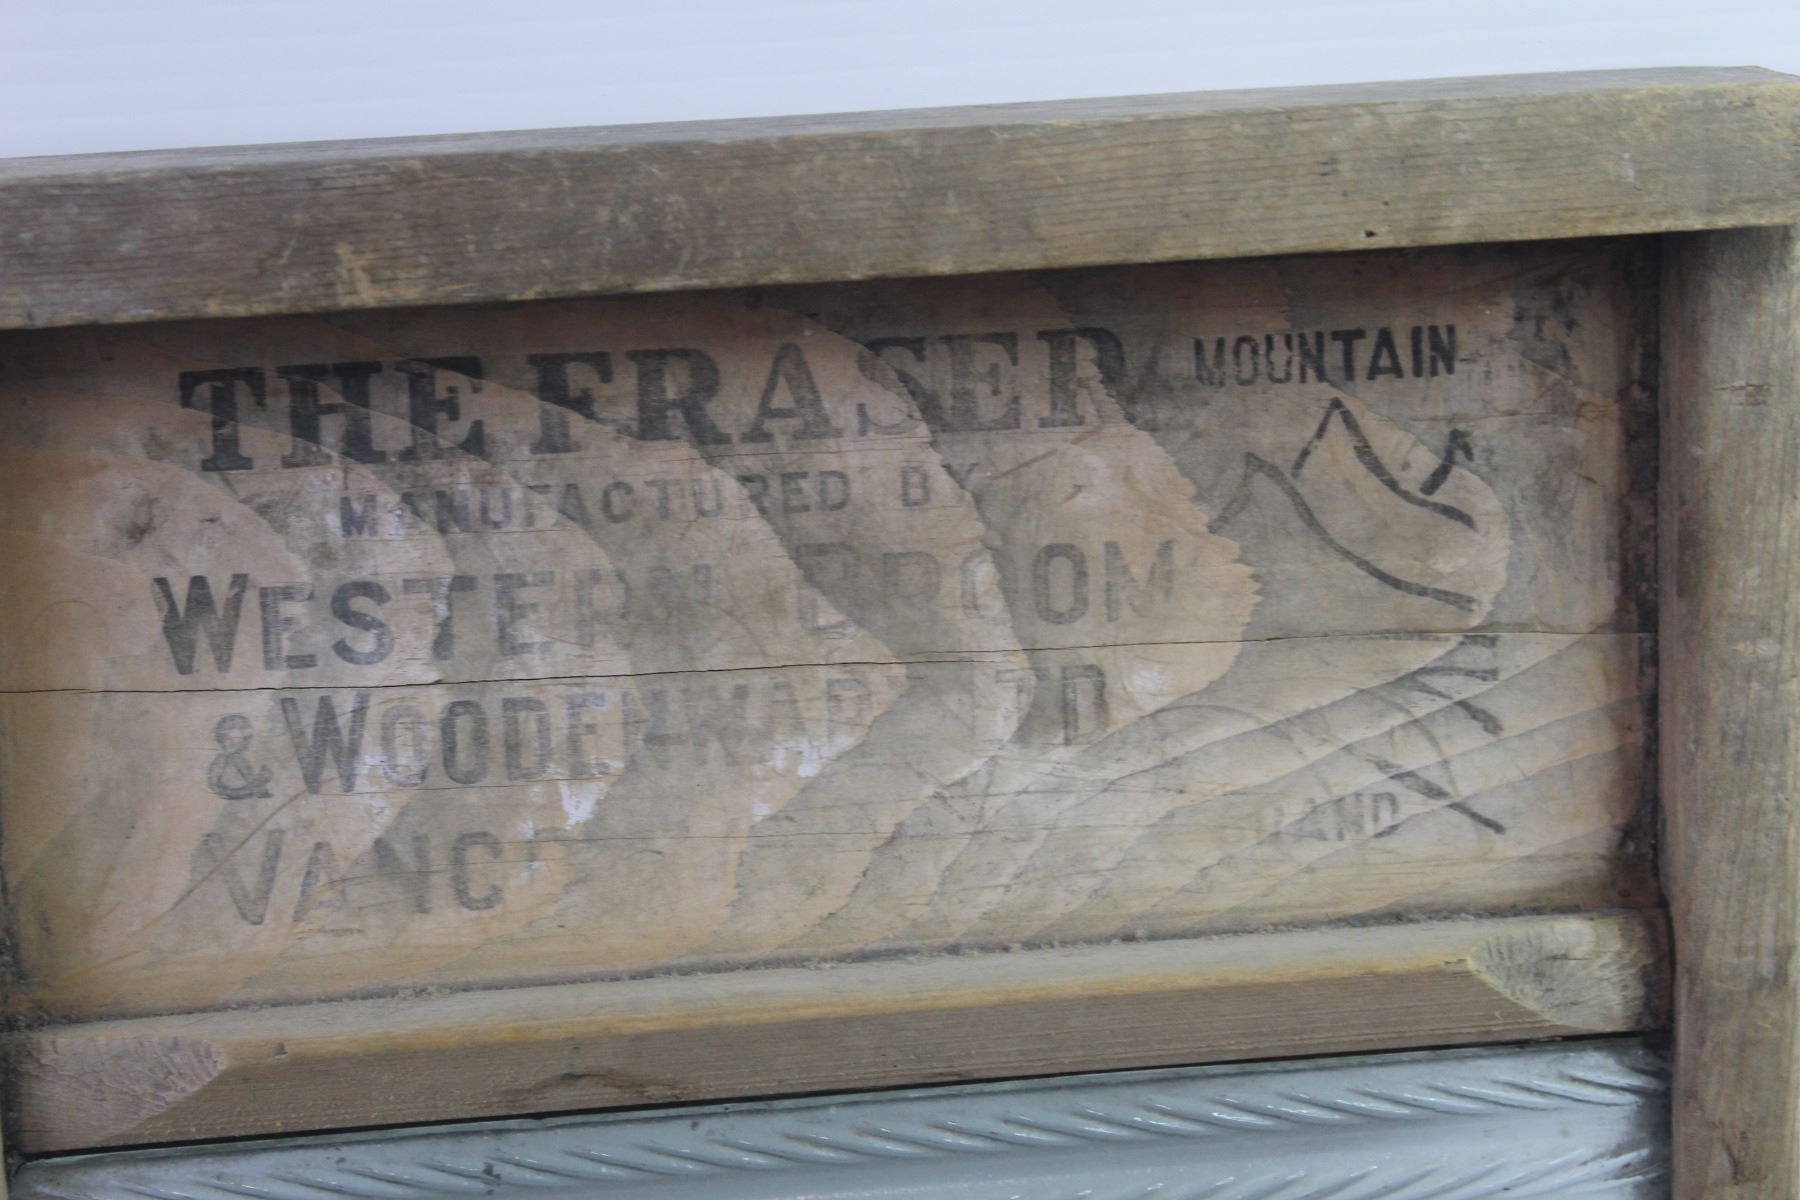 THE FRASER
MANUFACTURED BY
WESTERN BROOM
& WOODENWARE LTD
MOUNTAIN
BRAND